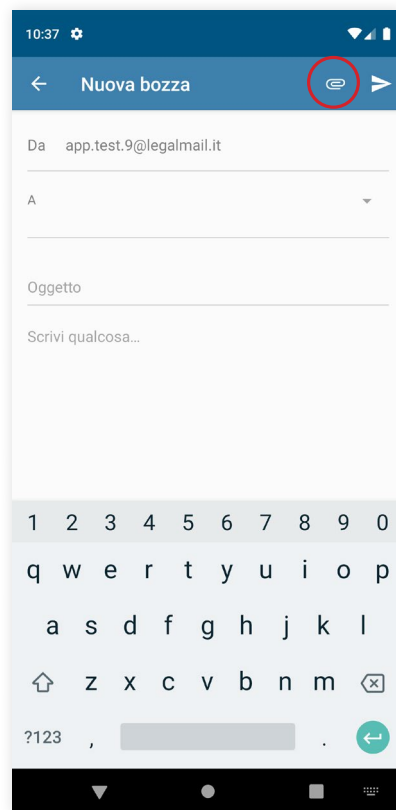 10:37
Nuova bozza
Da app.test.9@legalmail.it
A
Oggetto
Scrivi qualcosa...
1 2 3 4 5 6 7 8 9 0
q w e r t y u i o p
a s d f g h j k l
z x c v b n m
?123 , .